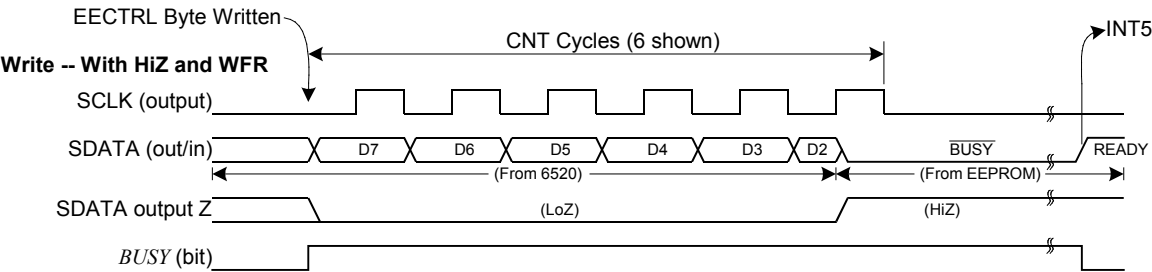 EECTRL Byte Written
INT5
CNT Cycles (6 shown)
Write -- With HiZ and WFR
SCLK (output)
SDATA (out/in) D7 D6 D5 D4 D3 D2 BUSY READY
(From 6520) (From EEPROM)
SDATA output Z (LoZ) (HiZ)
BUSY (bit)